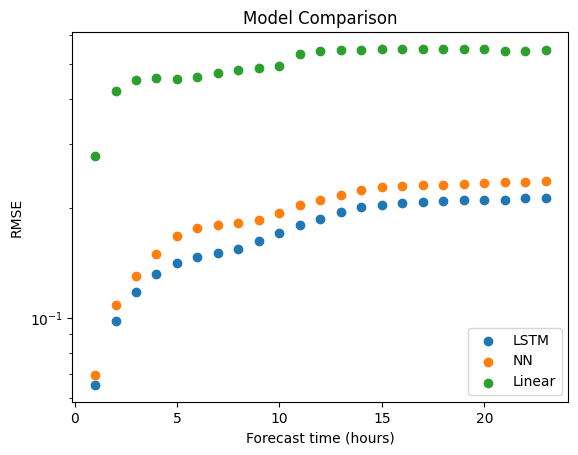 Model Comparison
RMSE
10⁻¹
0
5
10
15
20
Forecast time (hours)
LSTM
NN
Linear